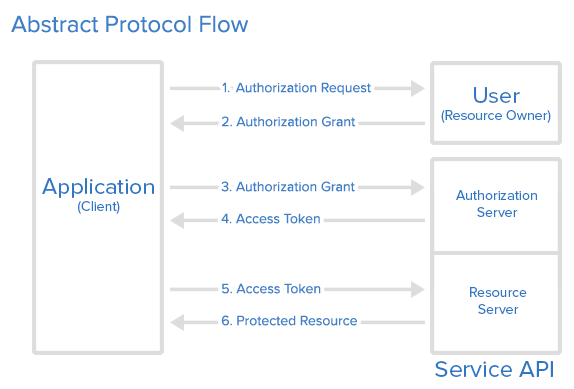 Abstract Protocol Flow
Application
(Client)
1. Authorization Request
2. Authorization Grant
3. Authorization Grant
4. Access Token
5. Access Token
6. Protected Resource
User
(Resource Owner)
Authorization
Server
Resource
Server
Service API